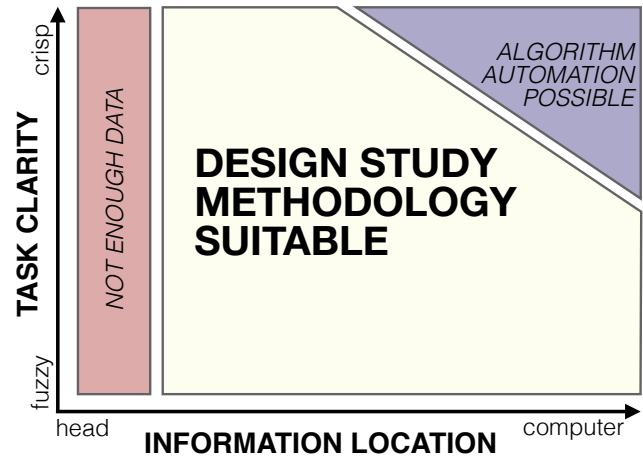 crisp
ALGORITHM
AUTOMATION
POSSIBLE
TASK CLARITY
NOT ENOUGH DATA
DESIGN STUDY
METHODOLOGY
SUITABLE
fuzzy
head
computer
INFORMATION LOCATION